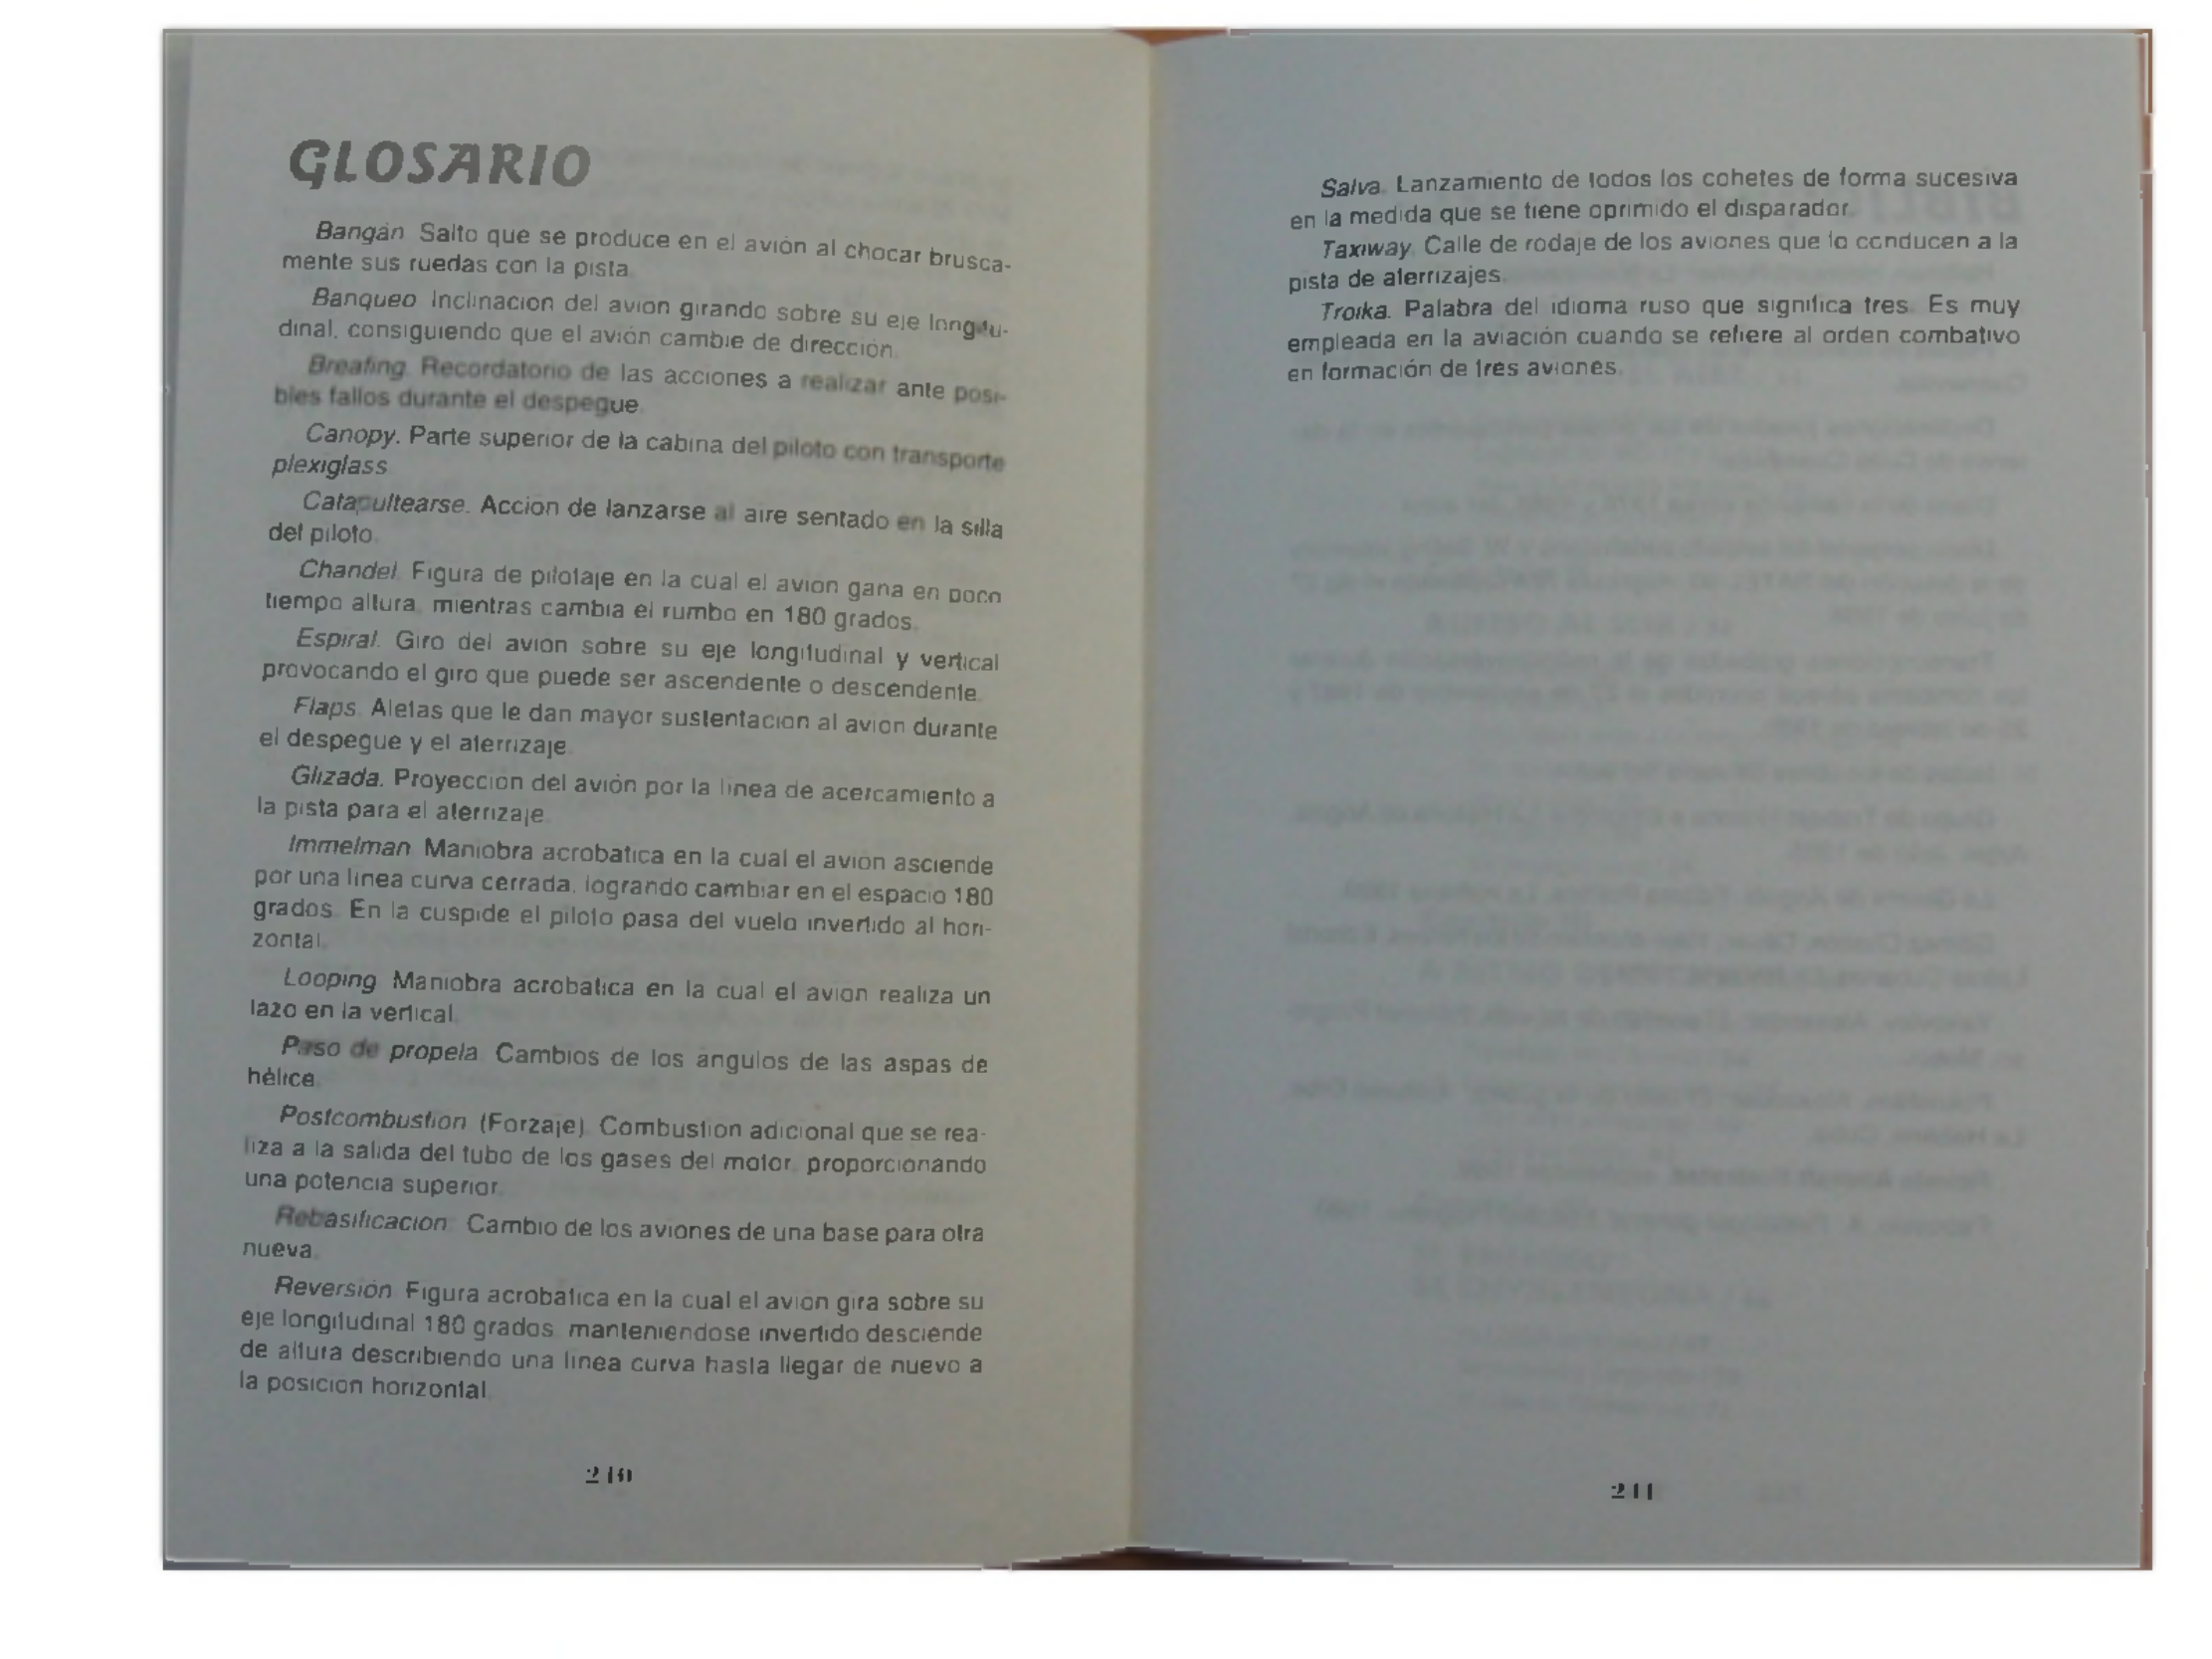 GLOSARIO
Bangán. Salto que se produce en el avión al chocar brusca-
mente sus ruedas con la pista.
Banqueo. Inclinación del avión girando sobre su eje longitu-
dinal, consiguiendo que el avión cambie de dirección.
Breafing. Recordatorio de las acciones a realizar ante posi-
bles fallos durante el despegue.
Canopy. Parte superior de la cabina del piloto con transporte
plexiglass.
Catapultearse. Acción de lanzarse al aire sentado en la silla
del piloto.
Chandel. Figura de pilotaje en la cual el avión gana en poco
tiempo altura, mientras cambia el rumbo en 180 grados.
Espiral. Giro del avión sobre su eje longitudinal y vertical
provocando el giro que puede ser ascendente o descendente.
Flaps. Aletas que le dan mayor sustentación al avión durante
el despegue y el aterrizaje.
Glizada. Proyección del avión por la línea de acercamiento a
la pista para el aterrizaje.
Immelman. Maniobra acrobática en la cual el avión asciende
por una línea curva cerrada, logrando cambiar en el espacio 180
grados. En la cúspide el piloto pasa del vuelo invertido al hori-
zontal.
Looping. Maniobra acrobática en la cual el avión realiza un
lazo en la vertical.
Paso de propela. Cambios de los ángulos de las aspas de
hélice.
Postcombustion (Forzaje). Combustion adicional que se rea-
liza a la salida del tubo de los gases del motor, proporcionando
una potencia superior.
Rebasificación. Cambio de los aviones de una base para otra
nueva.
Reversión. Figura acrobática en la cual el avión gira sobre su
eje longitudinal 180 grados, manteniéndose invertido desciende
de altura describiendo una línea curva hasta llegar de nuevo a
la posición horizontal.
240
Salva. Lanzamiento de todos los cohetes de forma sucesiva
en la medida que se tiene oprimido el disparador.
Taxiway. Calle de rodaje de los aviones que lo conducen a la
pista de aterrizajes.
Troika. Palabra del idioma ruso que significa tres. Es muy
empleada en la aviación cuando se refiere al orden combativo
en formación de tres aviones.
241